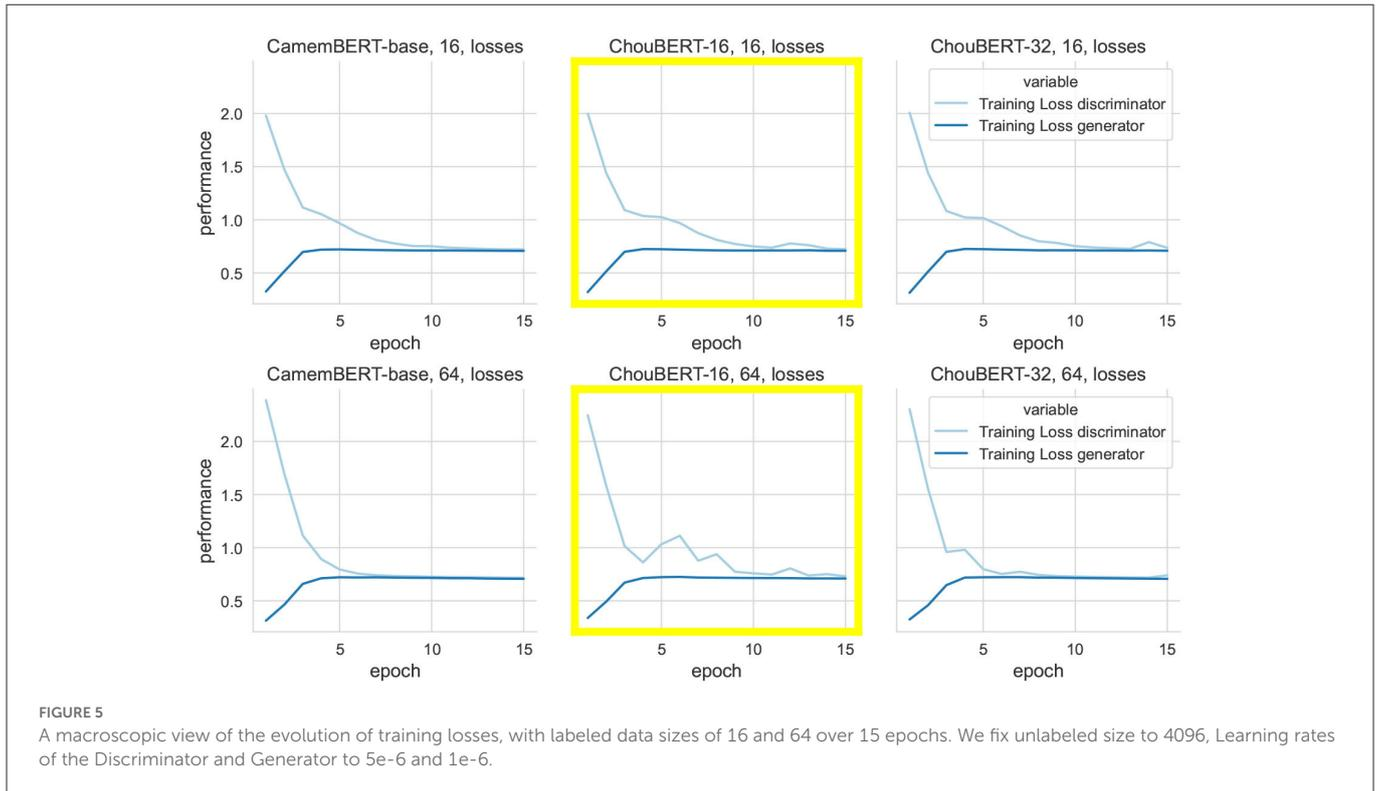 CamemBERT-base, 16, losses
ChouBERT-16, 16, losses
ChouBERT-32, 16, losses
variable
Training Loss discriminator
Training Loss generator
performance
2.0
1.5
1.0
0.5
5 10 15
5 10 15
5 10 15
epoch
epoch
epoch
CamemBERT-base, 64, losses
ChouBERT-16, 64, losses
ChouBERT-32, 64, losses
variable
Training Loss discriminator
Training Loss generator
performance
2.0
1.5
1.0
0.5
5 10 15
5 10 15
5 10 15
epoch
epoch
epoch
FIGURE 5
A macroscopic view of the evolution of training losses, with labeled data sizes of 16 and 64 over 15 epochs. We fix unlabeled size to 4096, Learning rates
of the Discriminator and Generator to 5e-6 and 1e-6.